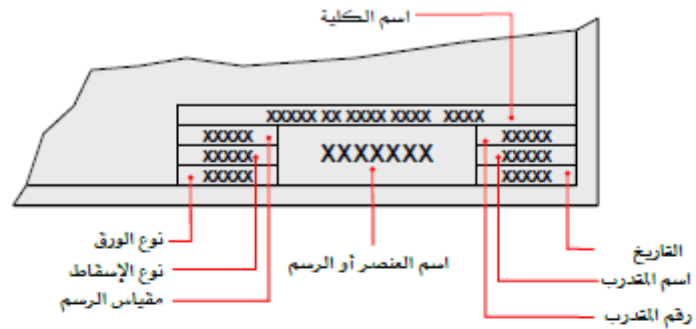 اسم الكلية
XXXXX XX XXXX XXXX XXXX
XXXXX XXXXXXX XXXXX
XXXXX XXXXX
XXXXX XXXXX
التاريخ
اسم المتدرب
رقم المتدرب
اسم العنصر أو الرسم
نوع الورق
نوع الإسقاط
مقياس الرسم